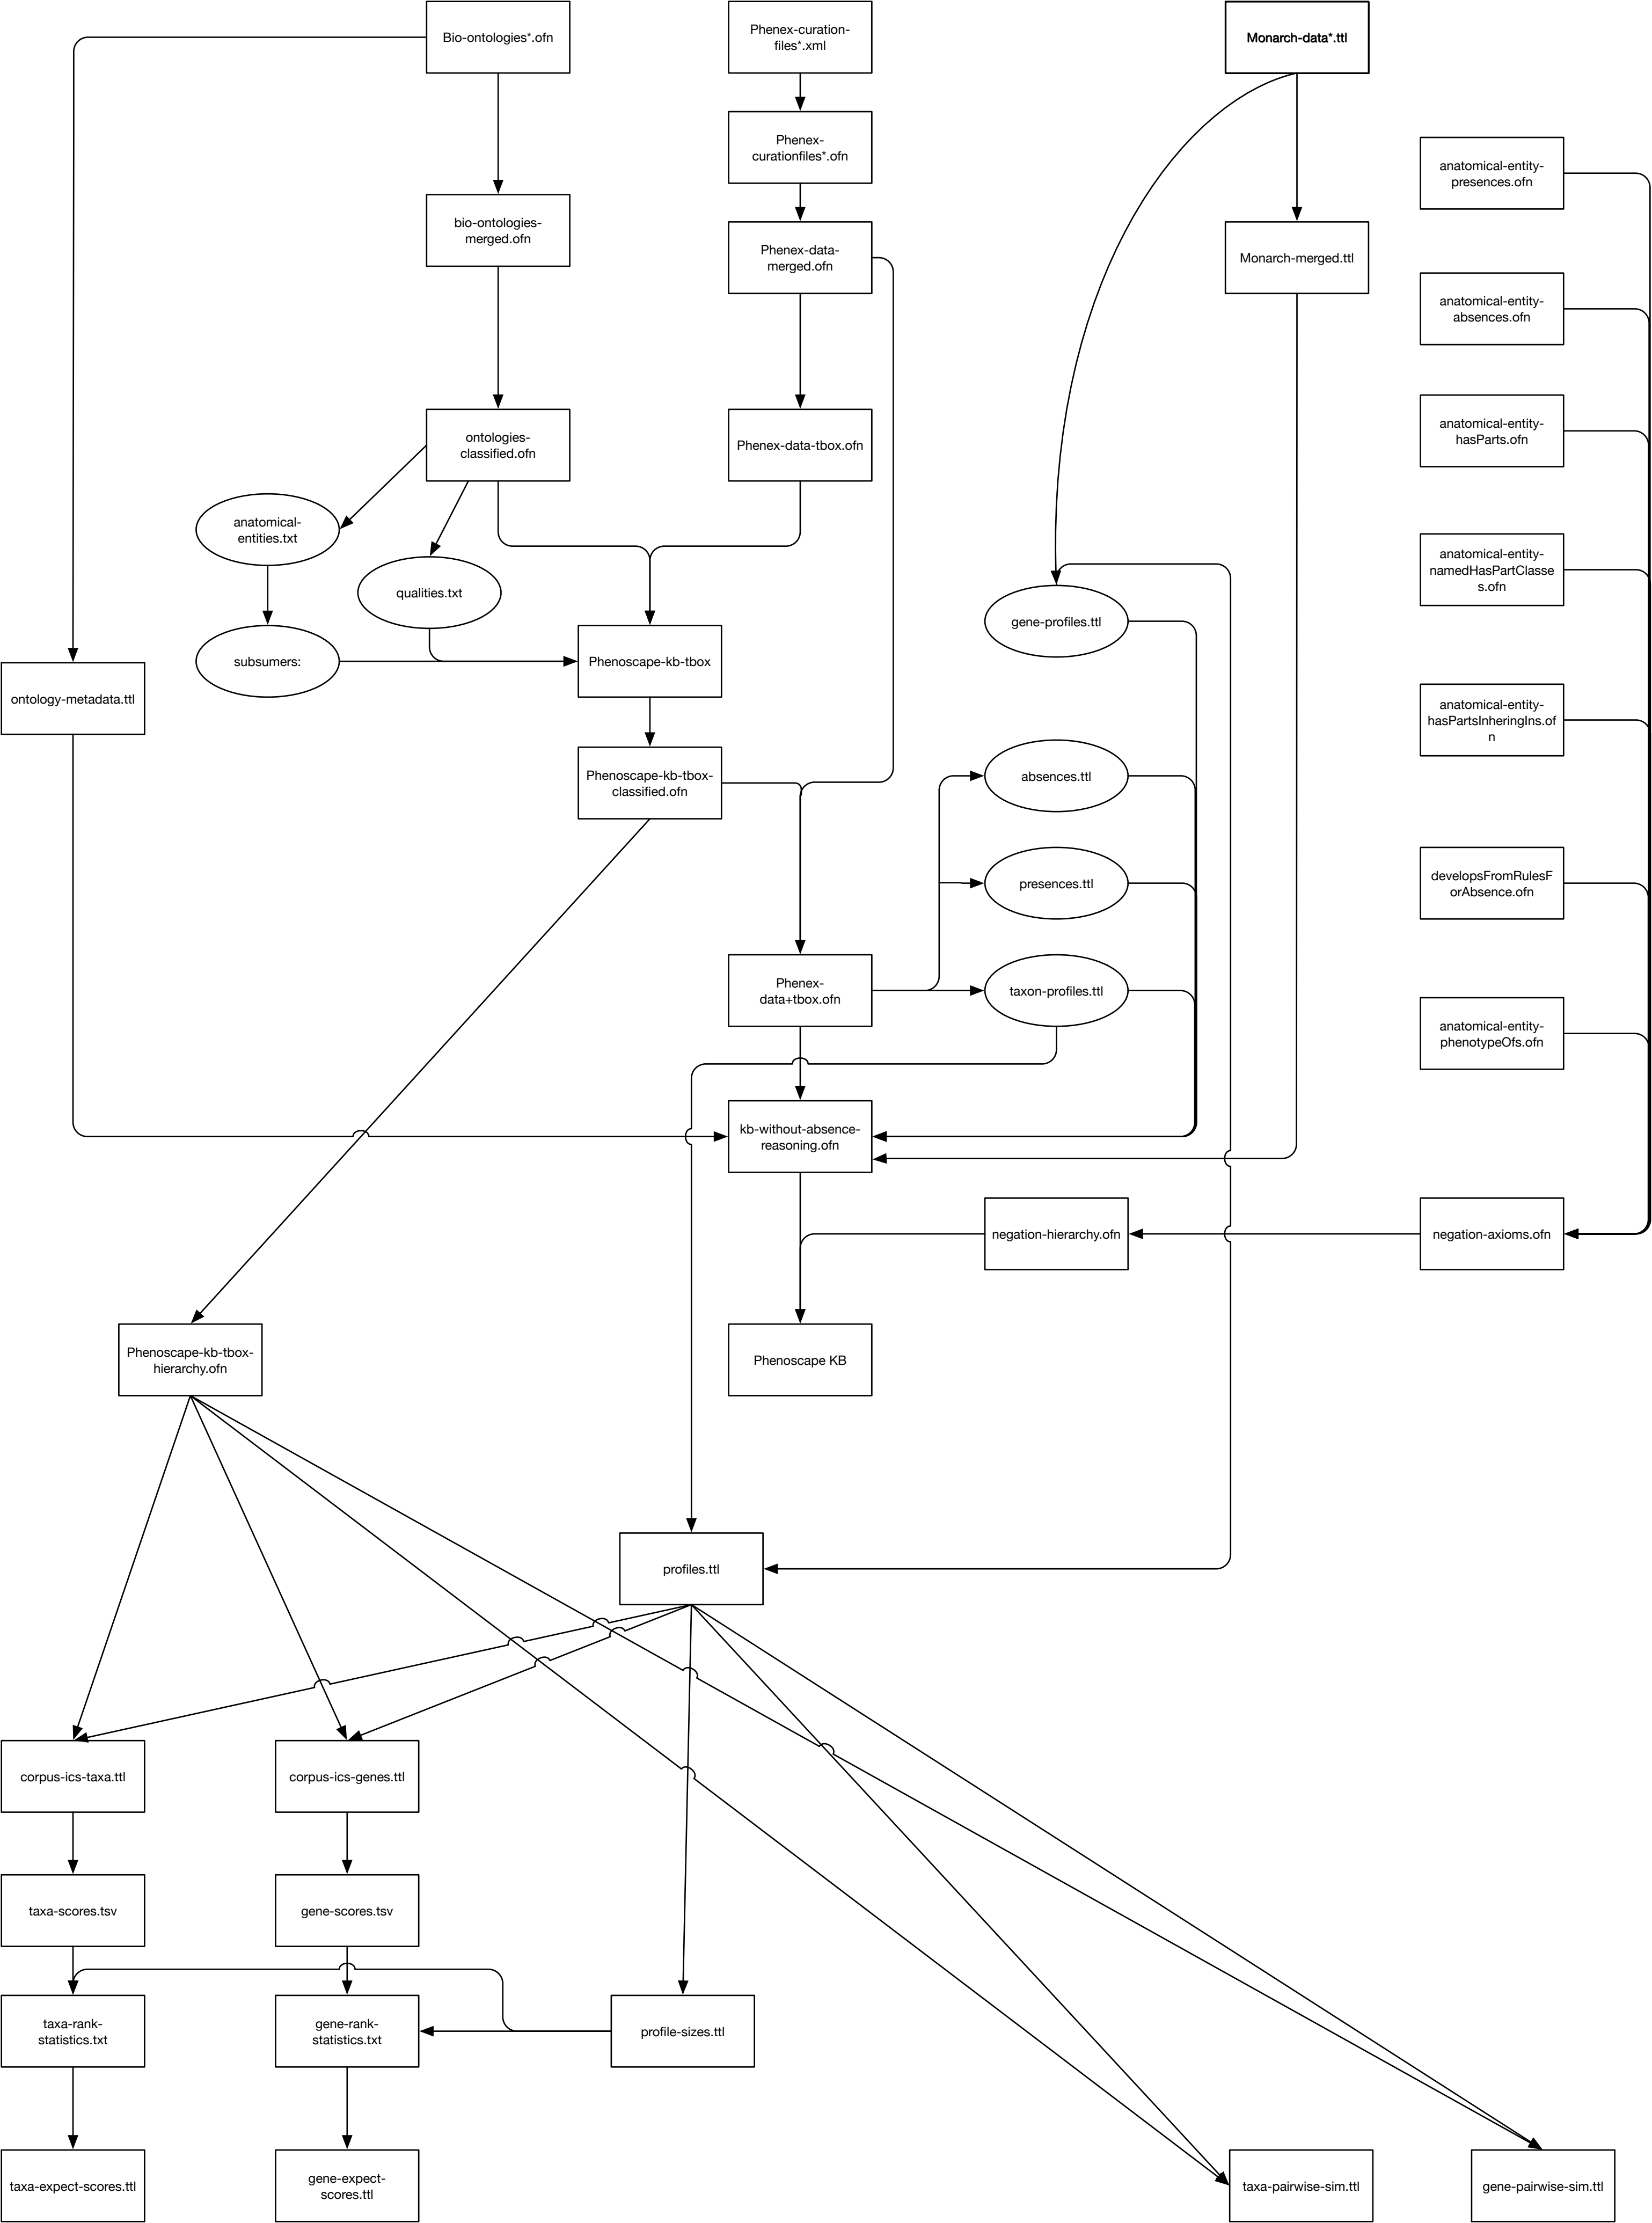 Bio-ontologies*.ofn
Phenex-curation-
files*.xml
Monarch-data*.ttl
Phenex-
curationfiles*.ofn
anatomical-entity-
presences.ofn
bio-ontologies-
merged.ofn
Phenex-data-
merged.ofn
Monarch-merged.ttl
anatomical-entity-
absences.ofn
anatomical-entity-
hasParts.ofn
ontologies-
classified.ofn
Phenex-data-tbox.ofn
anatomical-
entities.txt
qualities.txt
anatomical-entity-
namedHasPartClasse
s.ofn
gene-profiles.ttl
subsumers:
Phenoscape-kb-tbox
ontology-metadata.ttl
anatomical-entity-
hasPartsInheringIns.of
n
Phenoscape-kb-tbox-
classified.ofn
absences.ttl
presences.ttl
developsFromRulesF
orAbsence.ofn
Phenex-
data+tbox.ofn
taxon-profiles.ttl
anatomical-entity-
phenotypeOfs.ofn
kb-without-absence-
reasoning.ofn
negation-hierarchy.ofn
negation-axioms.ofn
Phenoscape-kb-tbox-
hierarchy.ofn
Phenoscape KB
profiles.ttl
corpus-ics-taxa.ttl
corpus-ics-genes.ttl
taxa-scores.tsv
gene-scores.tsv
taxa-rank-
statistics.txt
gene-rank-
statistics.txt
profile-sizes.ttl
taxa-expect-scores.ttl
gene-expect-
scores.ttl
taxa-pairwise-sim.ttl
gene-pairwise-sim.ttl